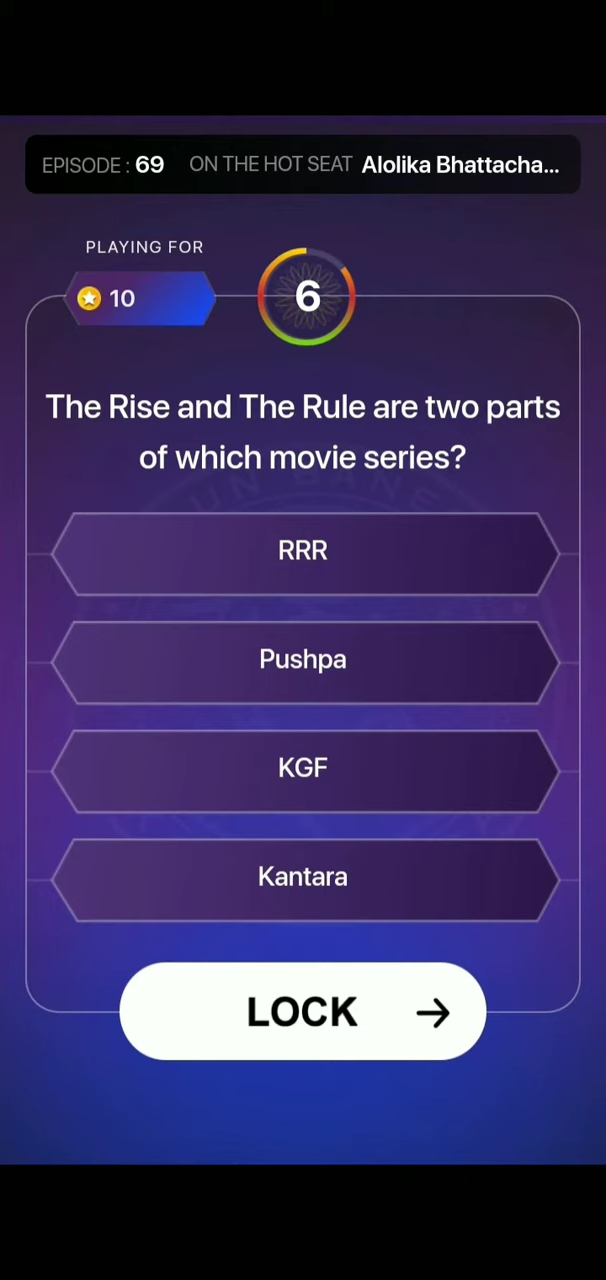 EPISODE : 69 ON THE HOT SEAT Alolika Bhattacha...
PLAYING FOR
10
6
The Rise and The Rule are two parts
of which movie series?
RRR
Pushpa
KGF
Kantara
LOCK